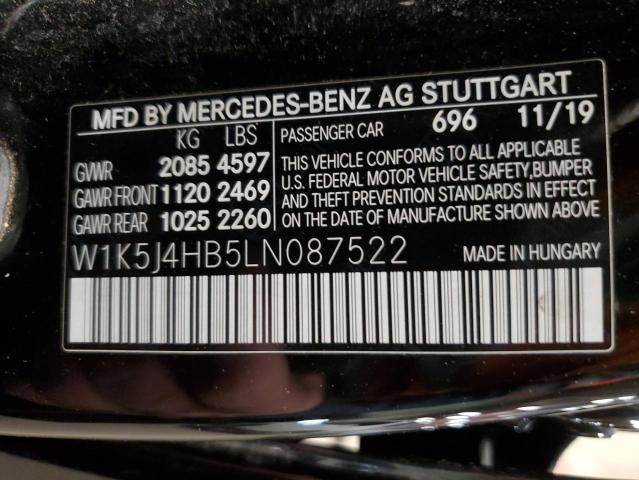 MFD BY MERCEDES-BENZ AG STUTTGART
KG LBS
GVWR 2085 4597
GAWR FRONT 1120 2469
GAWR REAR 1025 2260
PASSENGER CAR 696 11/19
THIS VEHICLE CONFORMS TO ALL APPLICABLE
U.S. FEDERAL MOTOR VEHICLE SAFETY,BUMPER
AND THEFT PREVENTION STANDARDS IN EFFECT
ON THE DATE OF MANUFACTURE SHOWN ABOVE
W1K5J4HB5LN087522
MADE IN HUNGARY